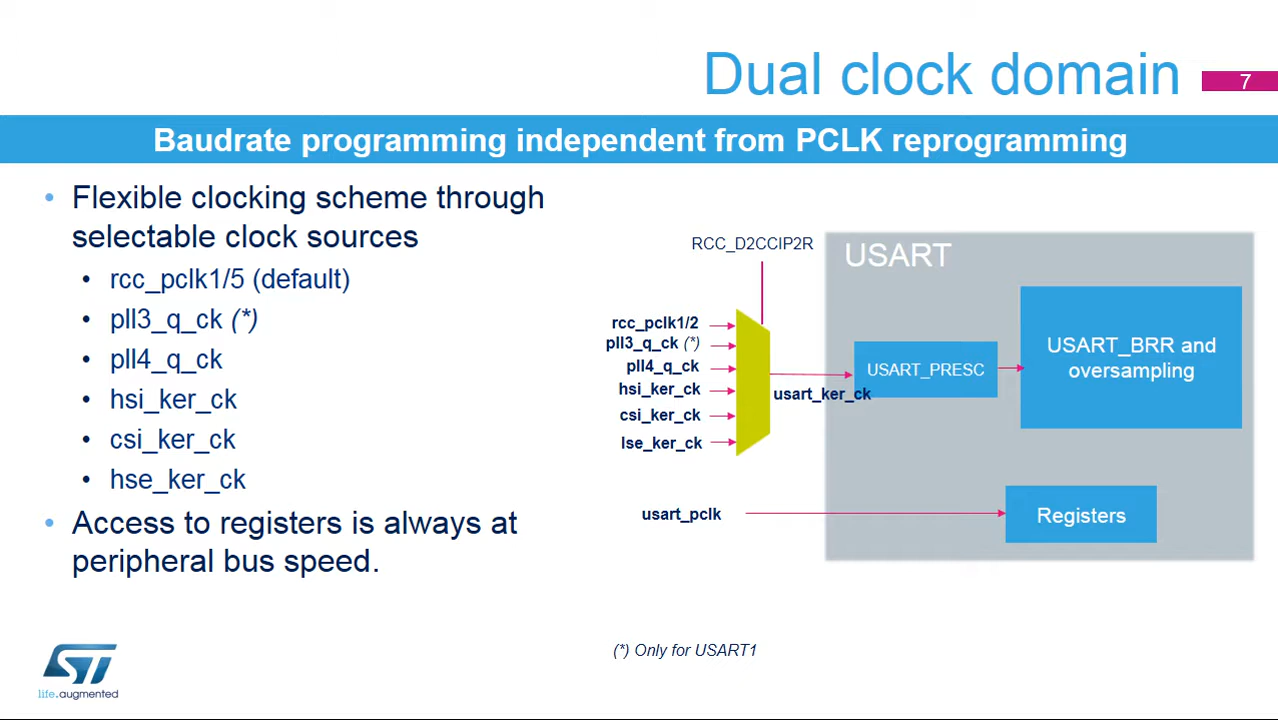 Dual clock domain
7
Baudrate programming independent from PCLK reprogramming
• Flexible clocking scheme through
selectable clock sources
• rcc_pclk1/5 (default)
• pll3_q_ck (*)
• pll4_q_ck
• hsi_ker_ck
• csi_ker_ck
• hse_ker_ck
• Access to registers is always at
peripheral bus speed.
RCC_D2CCIP2R
rcc_pclk1/2
pll3_q_ck (*)
pll4_q_ck
hsi_ker_ck
csi_ker_ck
lse_ker_ck
usart_ker_ck
usart_pclk
USART
USART_PRESC
USART_BRR and
oversampling
Registers
(*) Only for USART1
ST
life.augmented